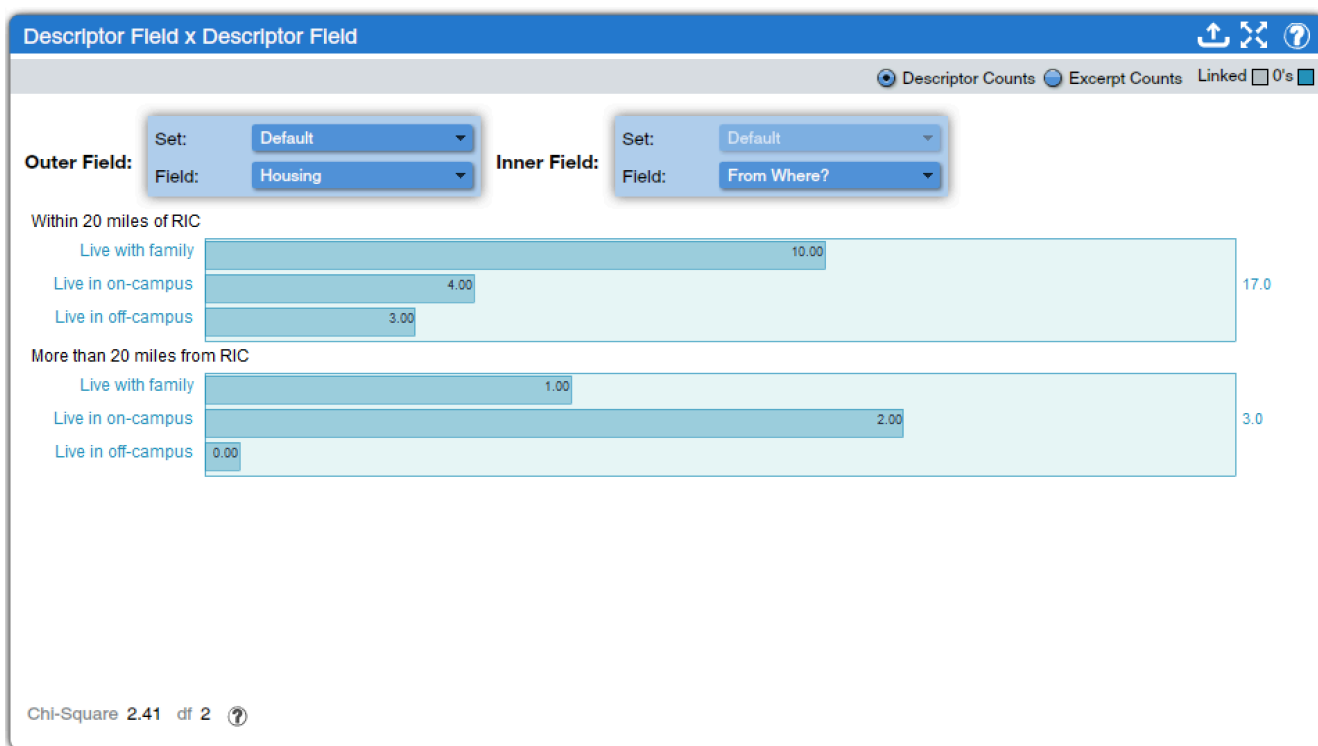 Descriptor Field x Descriptor Field
Descriptor Counts Excerpt Counts Linked 0's
Outer Field: Set: Default Inner Field: Set: Default
Field: Housing Field: From Where?
Within 20 miles of RIC
Live with family 10.00
Live in on-campus 4.00 17.0
Live in off-campus 3.00
More than 20 miles from RIC
Live with family 1.00
Live in on-campus 2.00 3.0
Live in off-campus 0.00
Chi-Square 2.41 df 2 ?